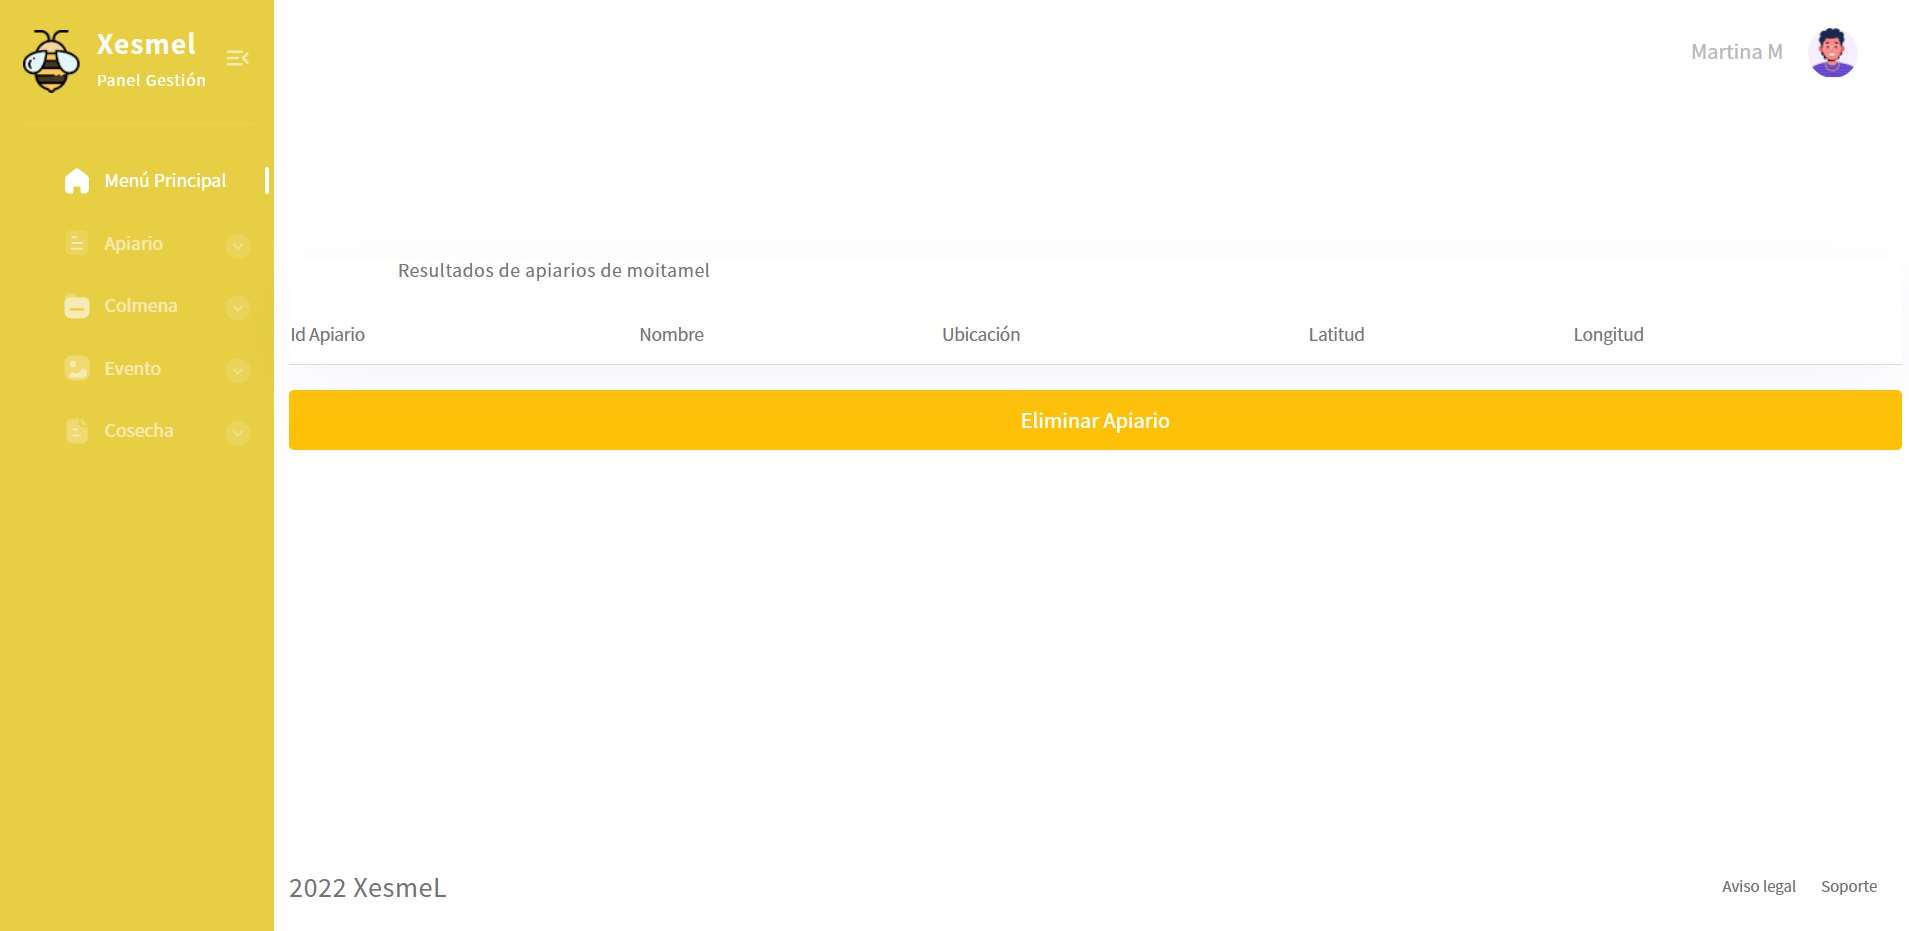 Xesmel
Panel Gestión
Martina M
Menú Principal
Apiario
Colmena
Evento
Cosecha
Resultados de apiarios de moitamel
Id Apiario Nombre Ubicación Latitud Longitud
Eliminar Apiario
2022 XesmeL
Aviso legal Soporte